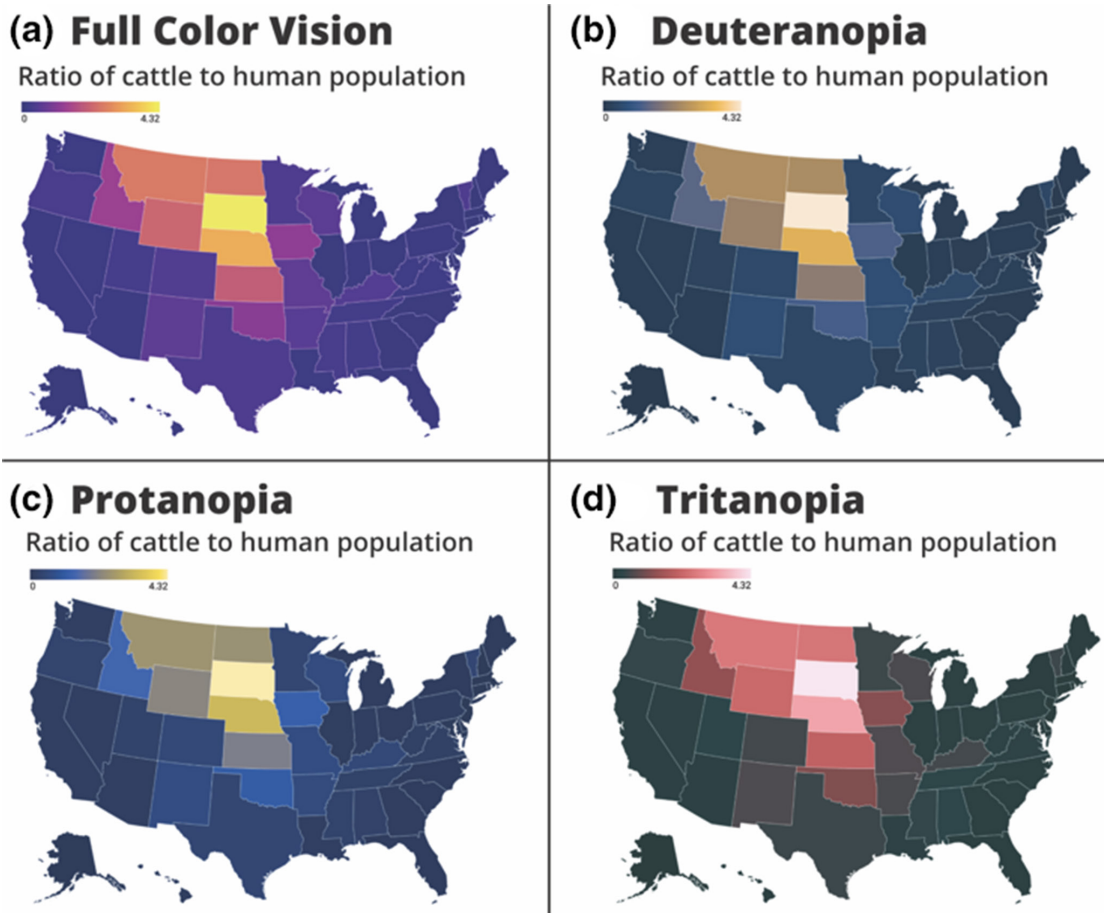 (a) Full Color Vision
Ratio of cattle to human population
0 4.32
(b) Deuteranopia
Ratio of cattle to human population
0 4.32
(c) Protanopia
Ratio of cattle to human population
0 4.32
(d) Tritanopia
Ratio of cattle to human population
0 4.32